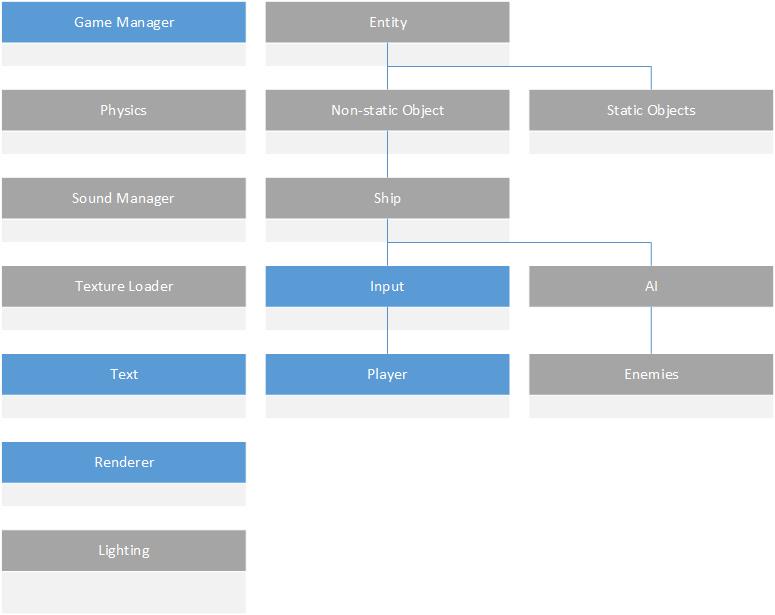 Game Manager
Entity
Physics
Non-static Object
Static Objects
Sound Manager
Ship
Texture Loader
Input
AI
Text
Player
Enemies
Renderer
Lighting